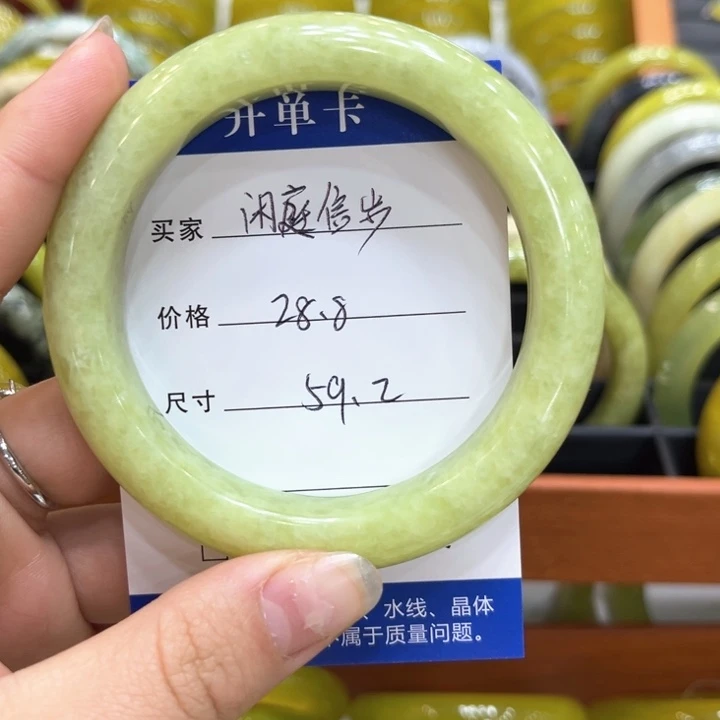 开单卡
买家 闲庭信步
价格 28.8
尺寸 59.2
、水线、晶体
属于质量问题。